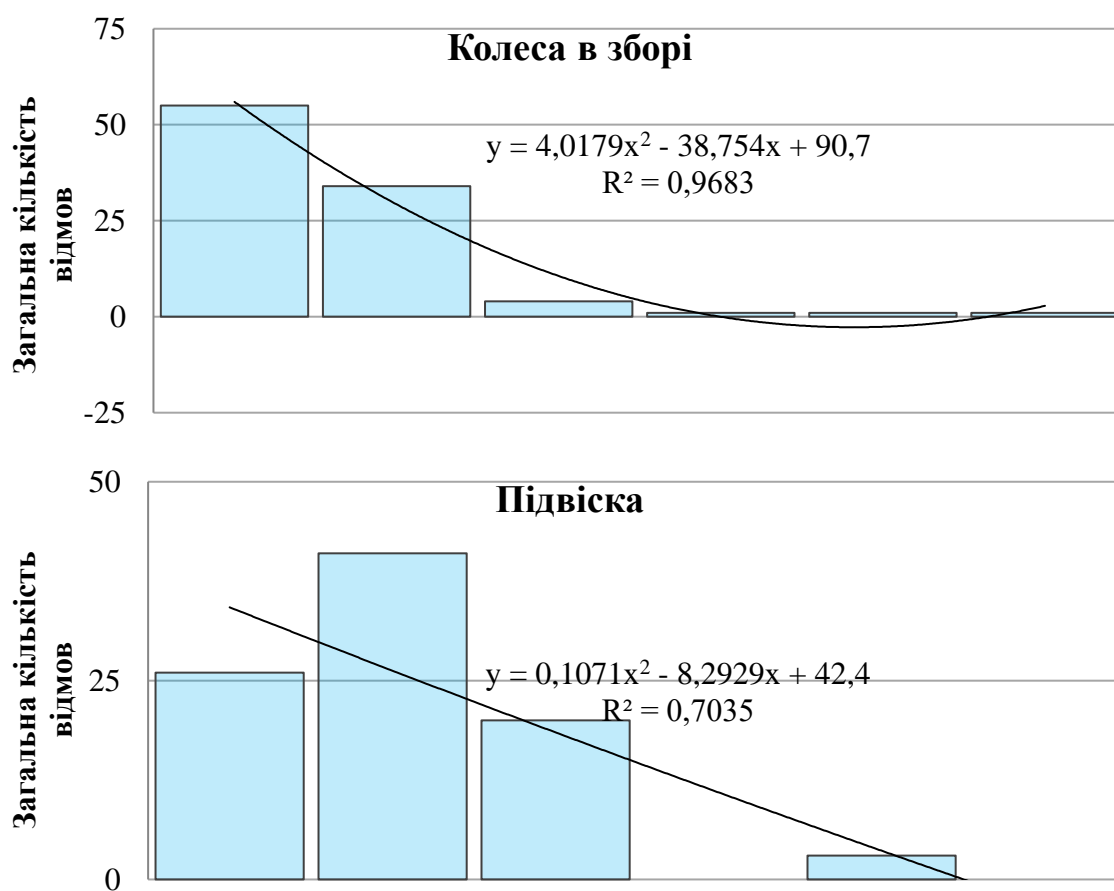 75
Колеса в зборі
50
y = 4,0179x² - 38,754x + 90,7
R² = 0,9683
25
0
-25
Загальна кількість
відмов
50
Підвіска
25
y = 0,1071x² - 8,2929x + 42,4
R² = 0,7035
0
Загальна кількість
відмов